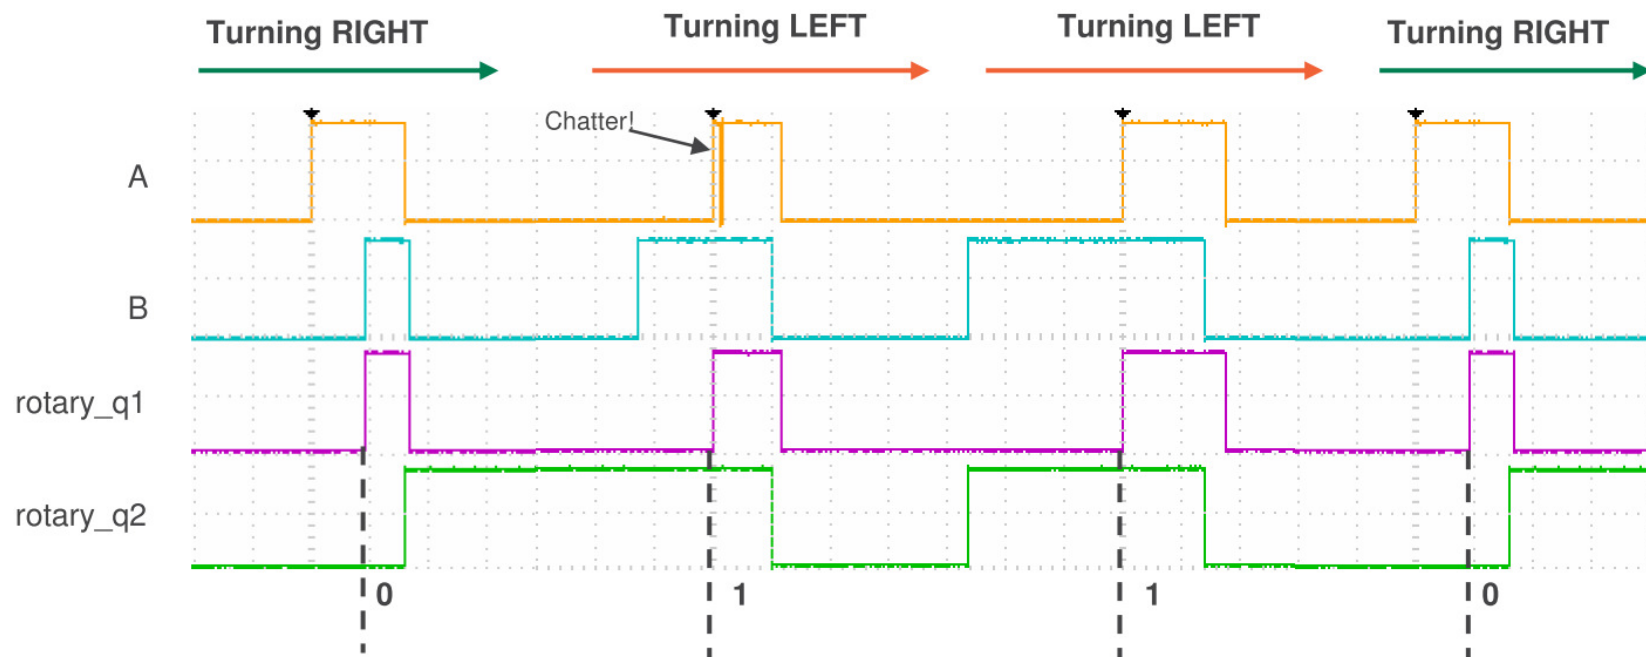 Turning RIGHT
Turning LEFT
Turning LEFT
Turning RIGHT
Chatter!
A
B
rotary_q1
rotary_q2
0
1
1
0